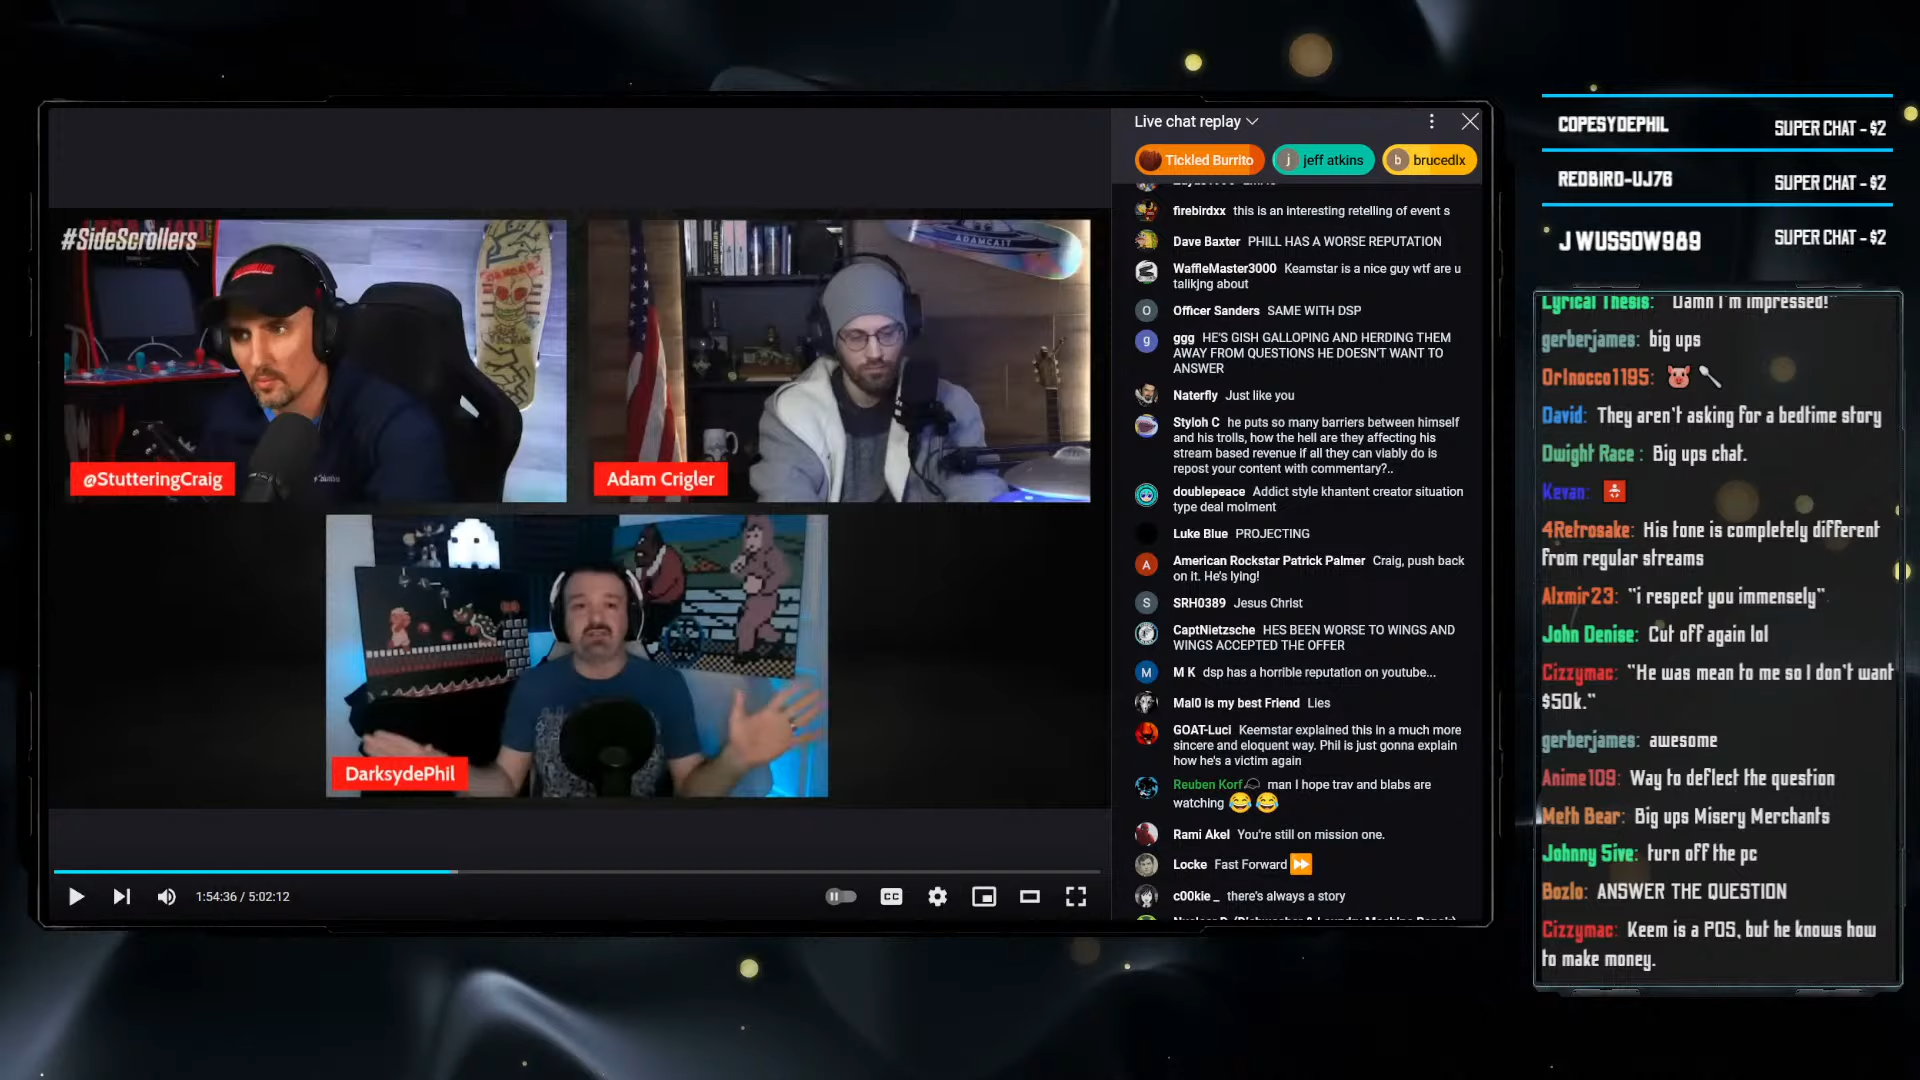 #SideScrollers
@StutteringCraig
ADAMCAIT
Adam Crigler
DarksydePhil
1:54:36 / 5:02:12
CC
Live chat replay
Tickled Burrito
j jeff atkins
b brucedlx
firebirdxx this is an interesting retelling of event s
Dave Baxter PHILL HAS A WORSE REPUTATION
WaffleMaster3000 Keamstar is a nice guy wtf are u
talikjng about
O Officer Sanders SAME WITH DSP
g ggg HE'S GISH GALLOPING AND HERDING THEM
AWAY FROM QUESTIONS HE DOESN'T WANT TO
ANSWER
Naterfly Just like you
Styloh C he puts so many barriers between himself
and his trolls, how the hell are they affecting his
stream based revenue if all they can viably do is
repost your content with commentary?..
doublepeace Addict style khantent creator situation
type deal molment
Luke Blue PROJECTING
A American Rockstar Patrick Palmer Craig, push back
on it. He's lying!
S SRH0389 Jesus Christ
CaptNietzsche HES BEEN WORSE TO WINGS AND
WINGS ACCEPTED THE OFFER
M M K dsp has a horrible reputation on youtube...
Mal0 is my best Friend Lies
GOAT-Luci Keemstar explained this in a much more
sincere and eloquent way. Phil is just gonna explain
how he's a victim again
Reuben Korf man I hope trav and blabs are
watching 😂 😂
Rami Akel You're still on mission one.
Locke Fast Forward ⏩
c00kie_ there's always a story
COPESYDEPHIL SUPER CHAT - $2
REDBIRD-UJ76 SUPER CHAT - $2
J WUSSOW989 SUPER CHAT - $2
Lyrical Thesis: "Damn I'm impressed!"
gerberjames: big ups
OrInocco1195: 🐷 🥄
David: They aren't asking for a bedtime story
Dwight Race : Big ups chat.
Kevan: 🚼
4Retrosake: His tone is completely different
from regular streams
Alxmir23: "i respect you immensely"
John Denise: Cut off again lol
Cizzymac: "He was mean to me so I don't want
$50k."
gerberjames: awesome
Anime109: Way to deflect the question
Meth Bear: Big ups Misery Merchants
Johnny 5ive: turn off the pc
Bozlo: ANSWER THE QUESTION
Cizzymac: Keem is a POS, but he knows how
to make money.